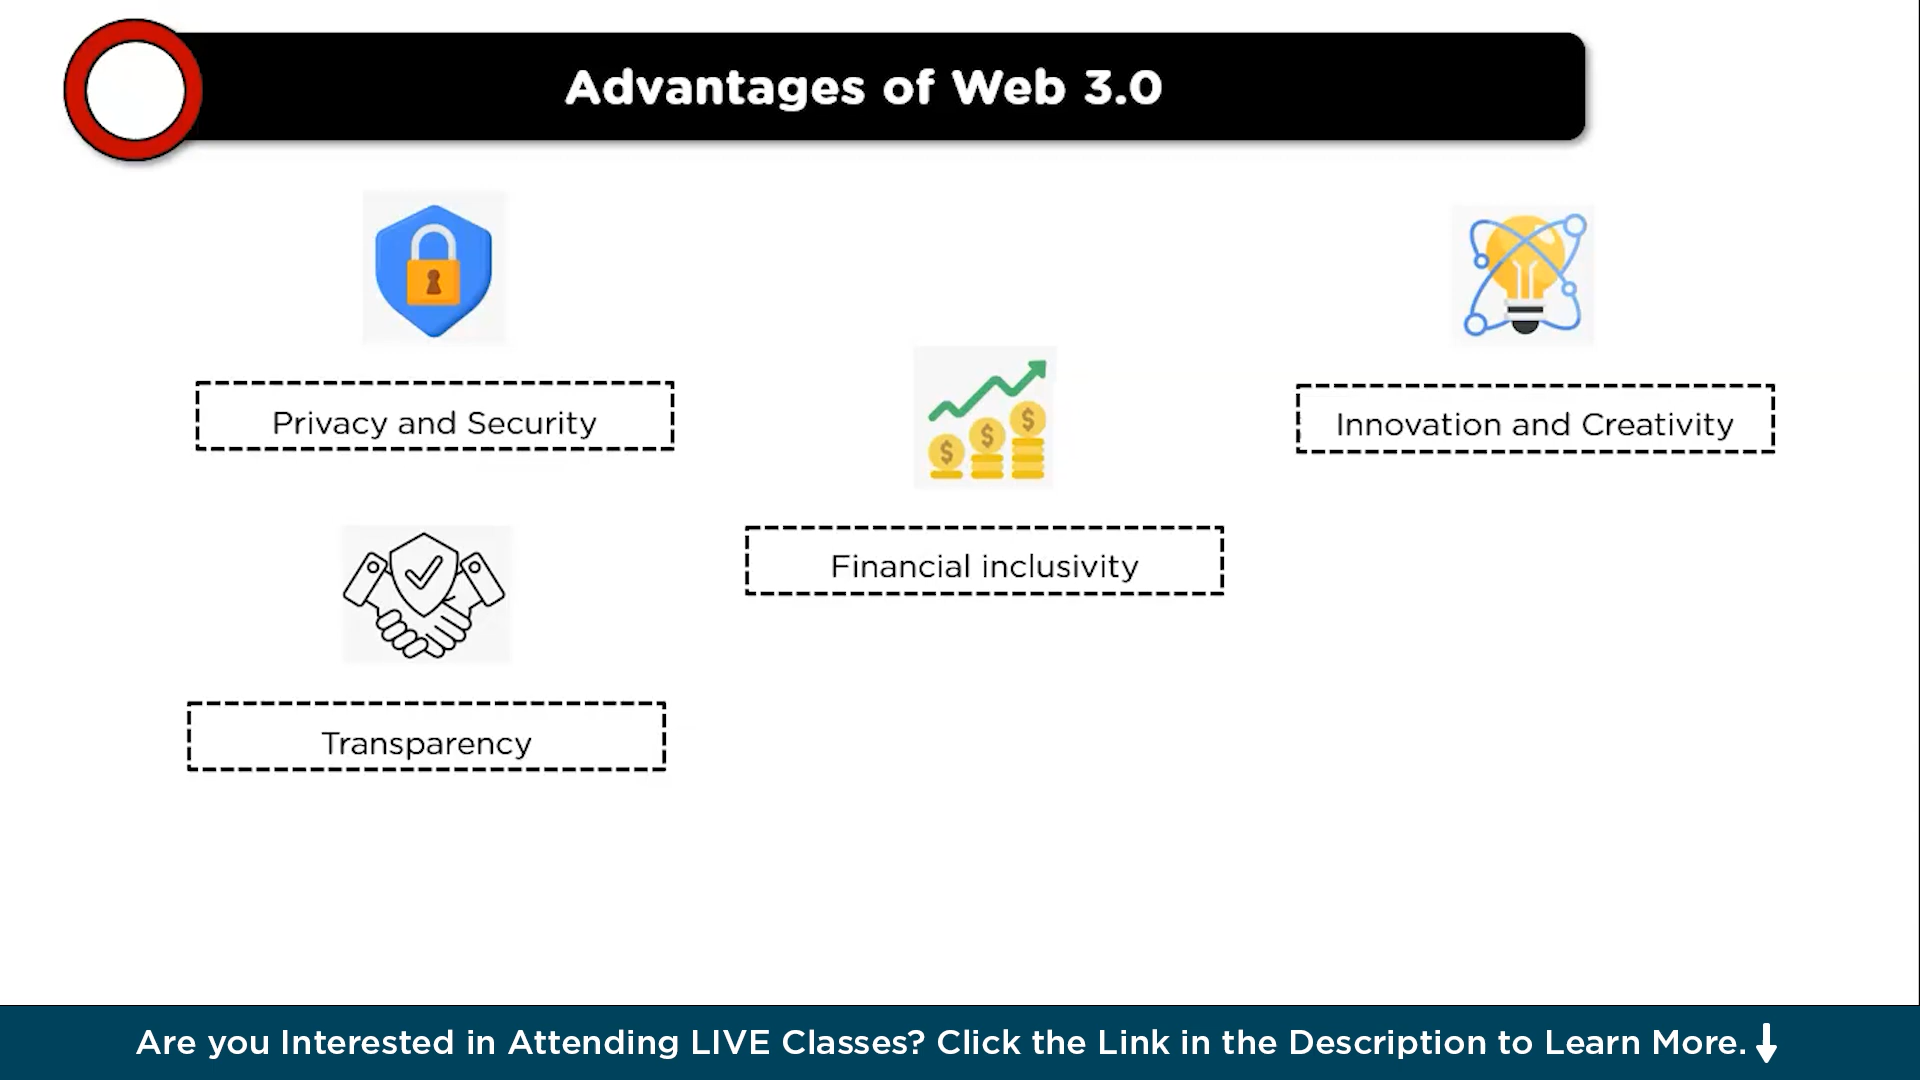 Advantages of Web 3.0
Privacy and Security
Innovation and Creativity
Financial inclusivity
Transparency
Are you Interested in Attending LIVE Classes? Click the Link in the Description to Learn More.